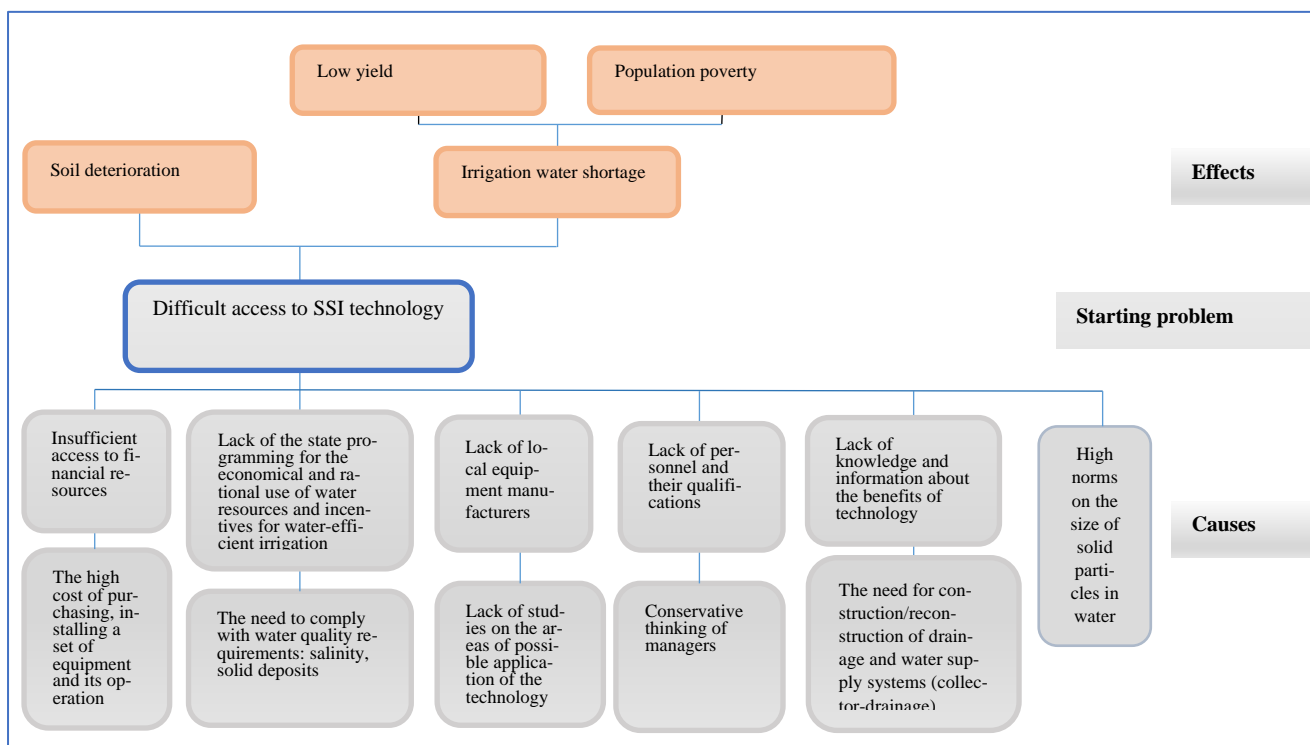 Low yield
Population poverty
Soil deterioration
Irrigation water shortage
Effects
Difficult access to SSI technology
Starting problem
Insufficient
access to fi-
nancial re-
sources
Lack of the state pro-
gramming for the
economical and ra-
tional use of water
resources and incen-
tives for water-effi-
cient irrigation
Lack of lo-
cal equip-
ment manu-
facturers
Lack of per-
sonnel and
their qualifi-
cations
Lack of
knowledge and
information about
the benefits of
technology
High
norms
on the
size of
solid
parti-
cles in
water
Causes
The high
cost of pur-
chasing, in-
stalling a
set of
equipment
and its op-
eration
The need to comply
with water quality re-
quirements: salinity,
solid deposits
Lack of stud-
ies on the ar-
eas of possi-
ble applica-
tion of the
technology
Conservative
thinking of
managers
The need for con-
struction/recon-
struction of drain-
age and water sup-
ply systems (collec-
tor-drainage)